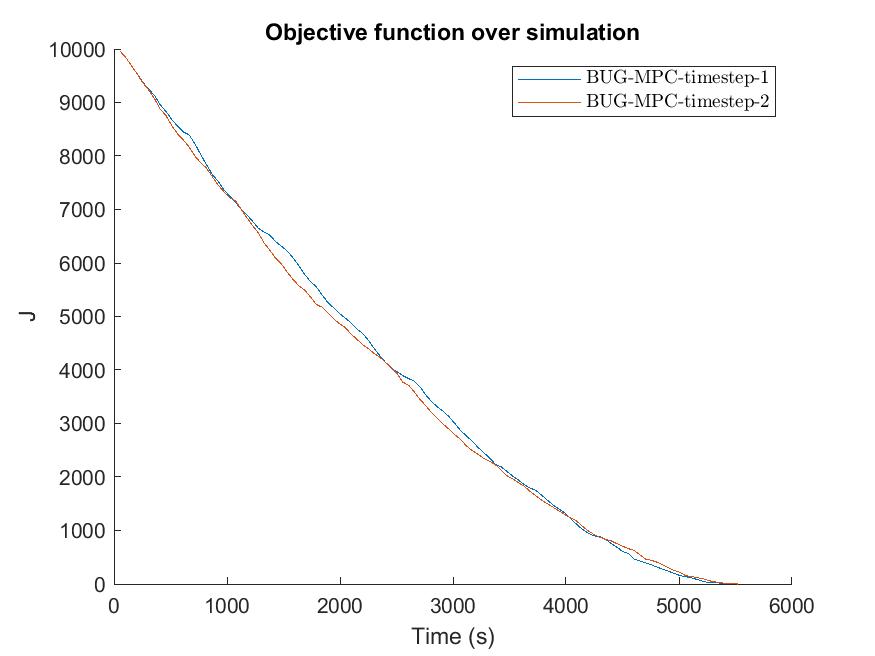 Objective function over simulation
BUG-MPC-timestep-1
BUG-MPC-timestep-2
10000
9000
8000
7000
6000
5000
4000
3000
2000
1000
0
J
0 1000 2000 3000 4000 5000 6000
Time (s)